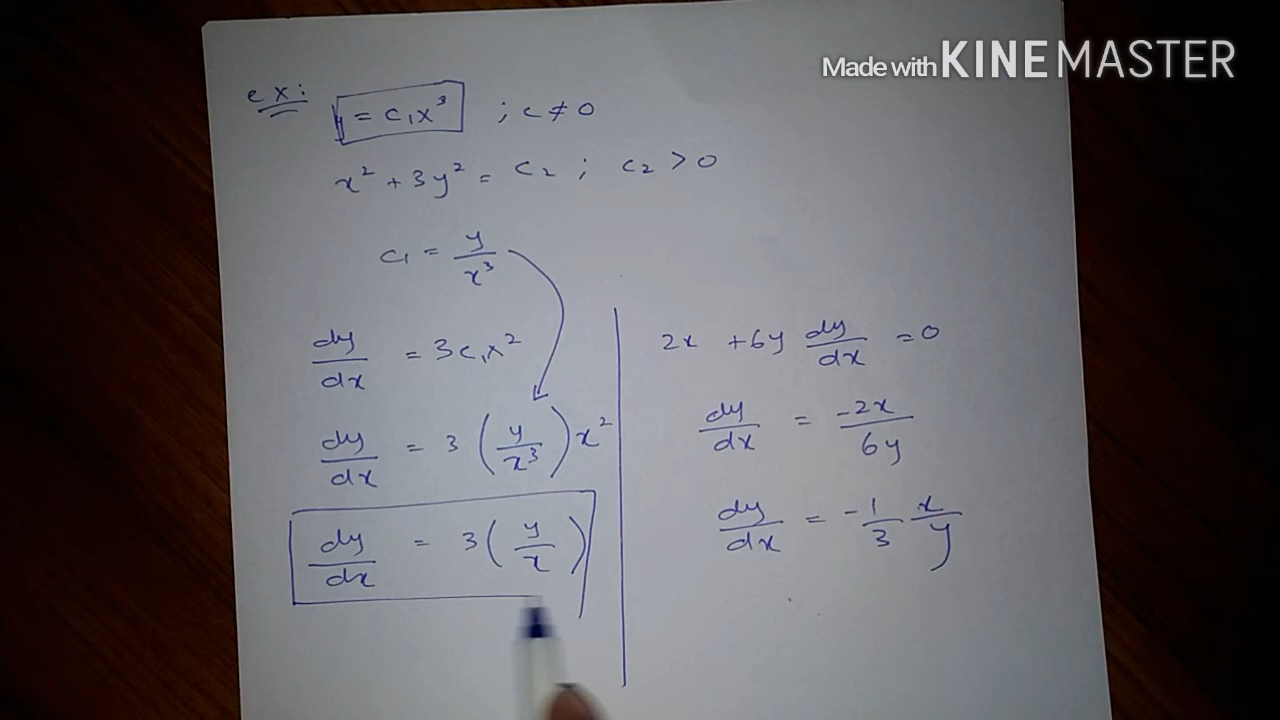 Made with KINEMASTER
ex: y = c₁x³ ; c ≠ 0
x² + 3y² = c₂ ; c₂ > 0
c₁ = y/x³
dy/dx = 3c₁x²
dy/dx = 3(y/x³)x²
dy/dx = 3(y/x)
2x + 6y dy/dx = 0
dy/dx = -2x/6y
dy/dx = -1/3 x/y